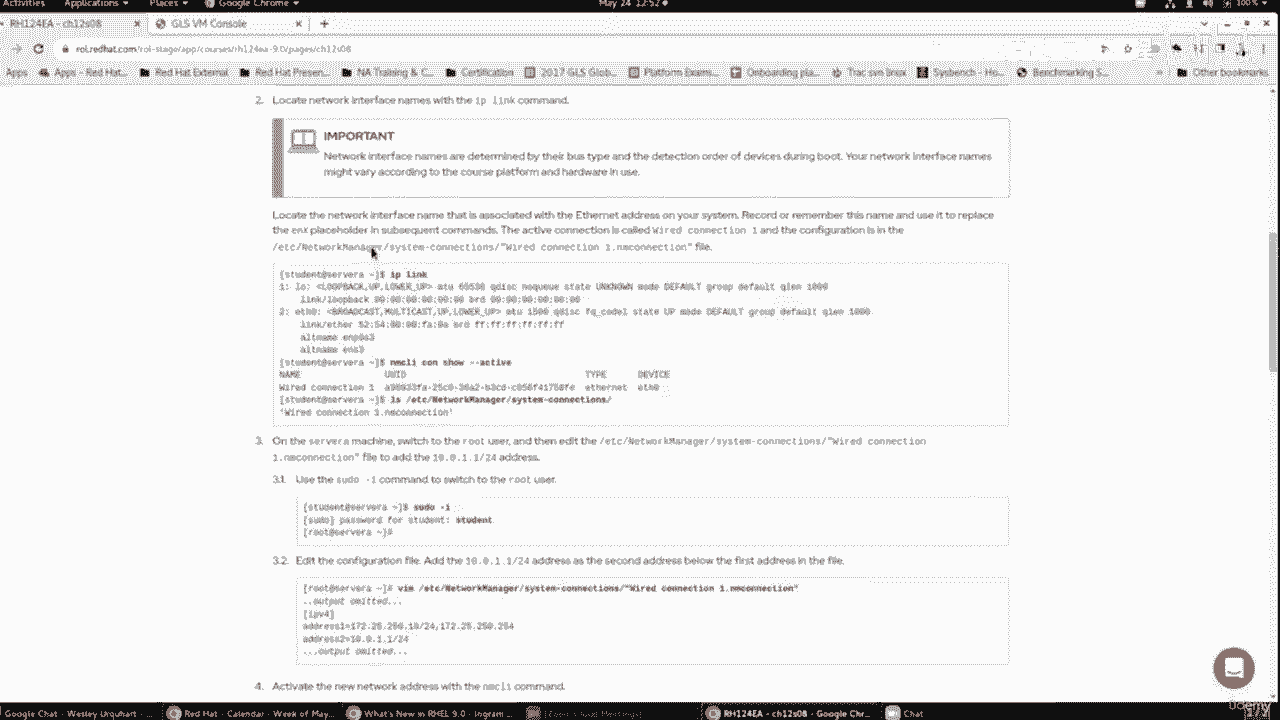 Activities Applications Places Google Chrome May 24 12:52 100%
RH124EA - ch12s08 × GLS VM Console × +
rol.redhat.com/rol-stage/app/courses/rh124ea-9.0/pages/ch12s08
Apps Apps - Red Hat... Red Hat External Red Hat Presen... NA Training & C... Certification 2017 GLS Glob... Platform Exami... Onboarding pla... Trac svn linux Sysbench - Ho... Benchmarking S... » Other bookmarks
2. Locate network interface names with the ip link command.
IMPORTANT
Network interface names are determined by their bus type and the detection order of devices during boot. Your network interface names
might vary according to the course platform and hardware in use.
Locate the network interface name that is associated with the Ethernet address on your system. Record or remember this name and use it to replace
the enX placeholder in subsequent commands. The active connection is called Wired connection 1 and the configuration is in the
/etc/NetworkManager/system-connections/"Wired connection 1.nmconnection" file.
[student@servera ~]$ ip link
1: lo: <LOOPBACK,UP,LOWER_UP> mtu 65536 qdisc noqueue state UNKNOWN mode DEFAULT group default qlen 1000
link/loopback 00:00:00:00:00:00 brd 00:00:00:00:00:00
2: eth0: <BROADCAST,MULTICAST,UP,LOWER_UP> mtu 1500 qdisc fq_codel state UP mode DEFAULT group default qlen 1000
link/ether 52:54:00:00:fa:0a brd ff:ff:ff:ff:ff:ff
altname enp0s3
altname ens3
[student@servera ~]$ nmcli con show --active
NAME UUID TYPE DEVICE
Wired connection 1 ethernet eth0
[student@servera ~]$ ls /etc/NetworkManager/system-connections/
'Wired connection 1.nmconnection'
3. On the servera machine, switch to the root user, and then edit the /etc/NetworkManager/system-connections/"Wired connection
1.nmconnection" file to add the 10.0.1.1/24 address.
3.1. Use the sudo -i command to switch to the root user.
[student@servera ~]$ sudo -i
[sudo] password for student: student
[root@servera ~]#
3.2. Edit the configuration file. Add the 10.0.1.1/24 address as the second address below the first address in the file.
[root@servera ~]# vim /etc/NetworkManager/system-connections/"Wired connection 1.nmconnection"
...output omitted...
[ipv4]
address1=172.25.250.10/24,172.25.250.254
address2=10.0.1.1/24
...output omitted...
4. Activate the new network address with the nmcli command.
Udemy
Google Chat - Wesley Urquhart - ... Red Hat - Calendar - Week of May... What's New in RHEL 9.0 - Ingram ... RH124EA - ch12s08 - Google Chr... Chat